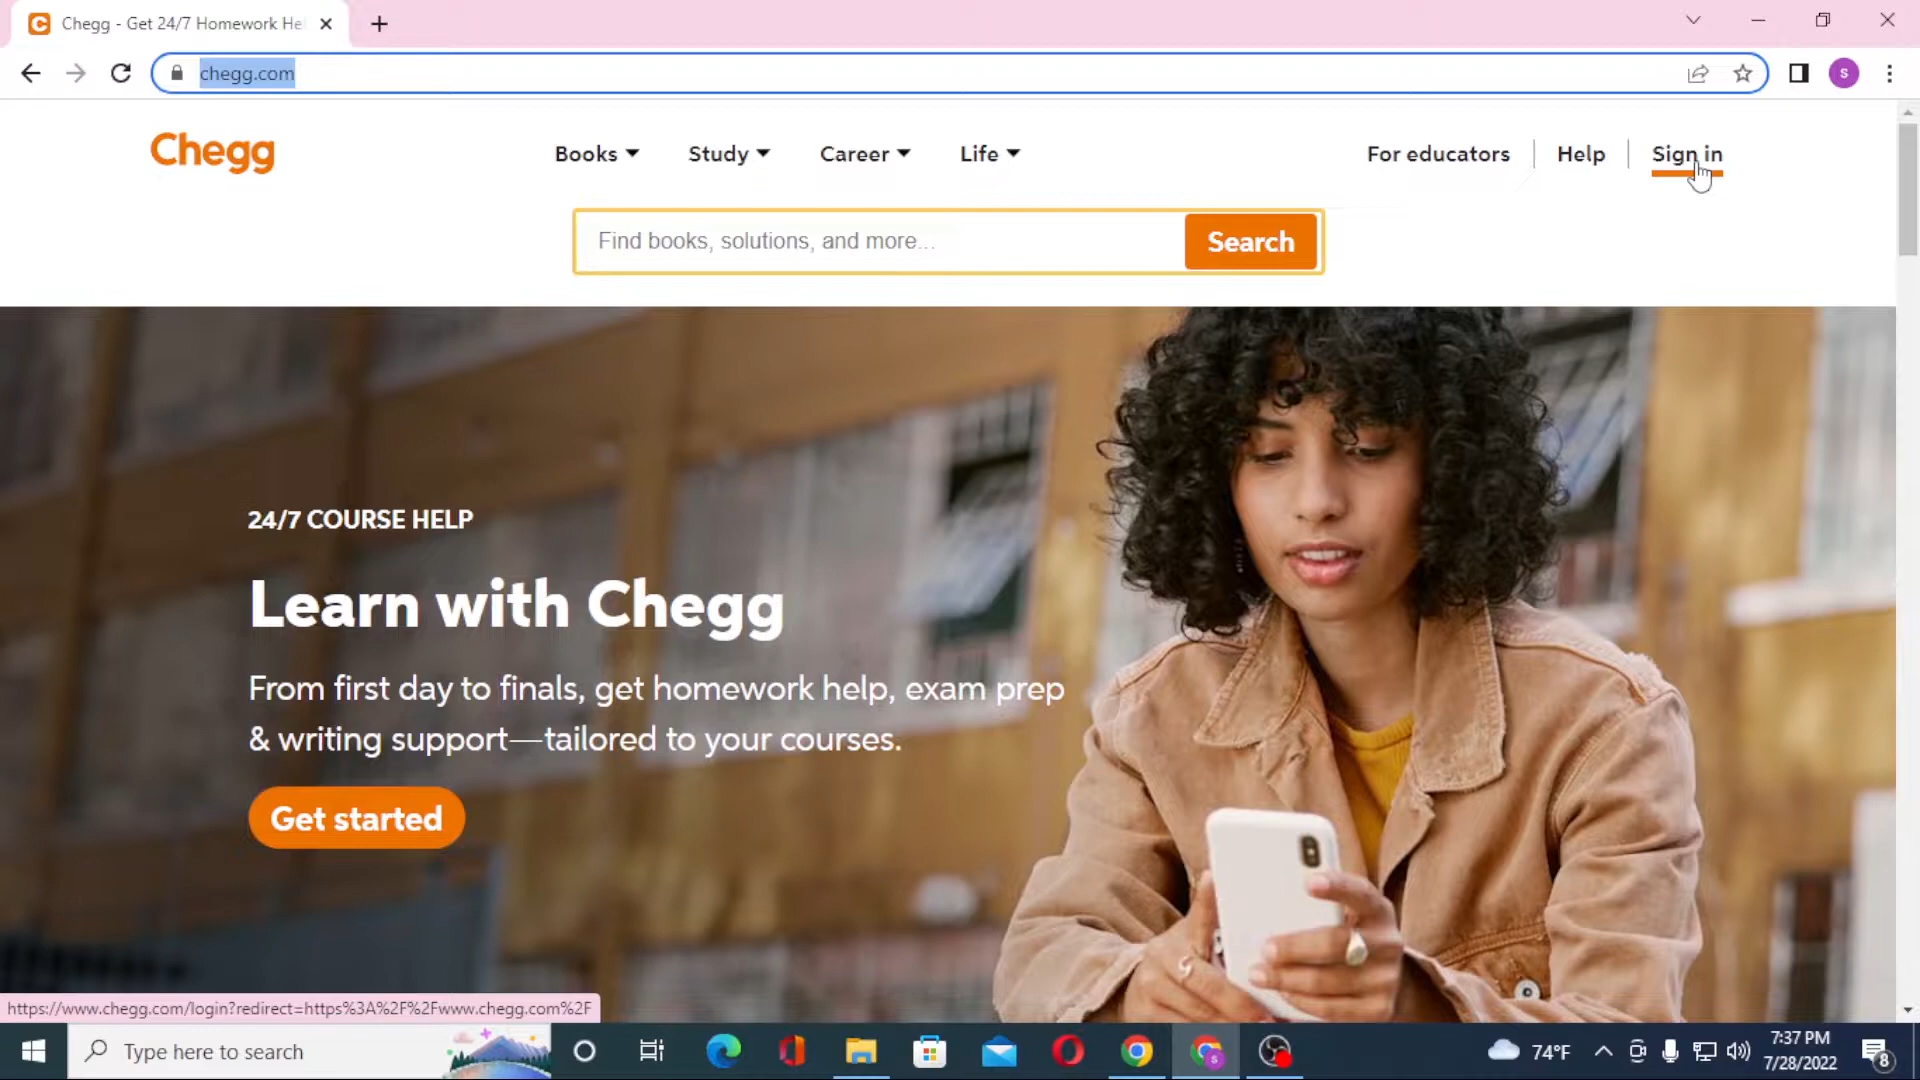 Chegg - Get 24/7 Homework He
chegg.com
S
Chegg
Books
Study
Career
Life
For educators
Help
Sign in
Find books, solutions, and more...
Search
24/7 COURSE HELP
Learn with Chegg
From first day to finals, get homework help, exam prep
& writing support—tailored to your courses.
Get started
https://www.chegg.com/login?redirect=https%3A%2F%2Fwww.chegg.com%2F
Type here to search
74°F
7:37 PM
7/28/2022
8